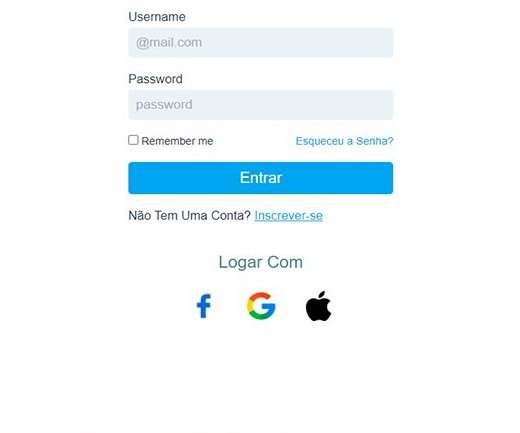 Username
@mail.com
Password
password
Remember me Esqueceu a Senha?
Entrar
Não Tem Uma Conta? Inscrever-se
Logar Com